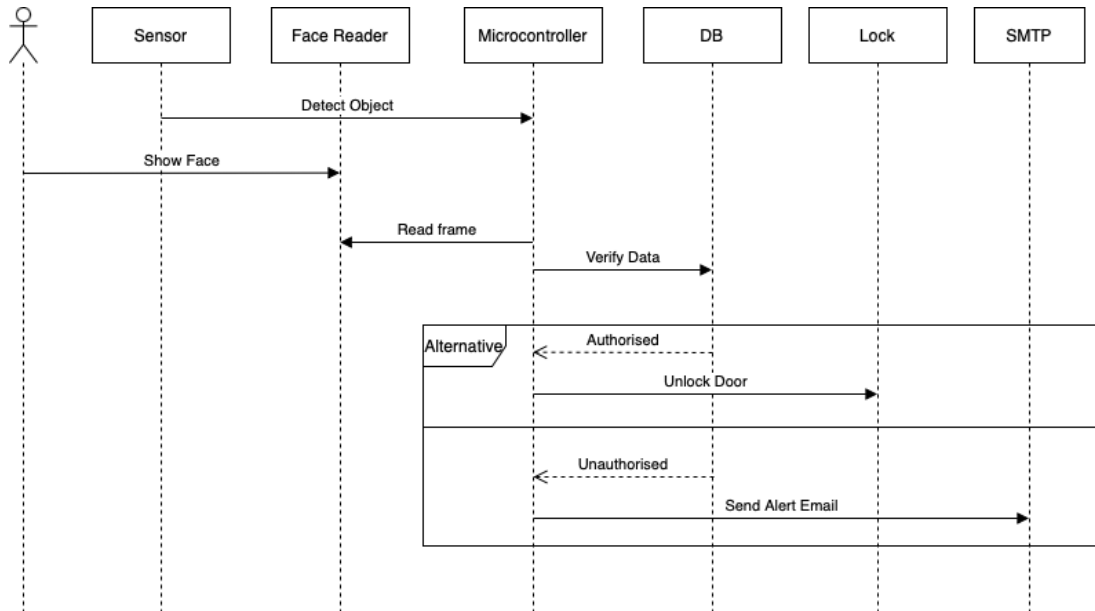 Sensor
Face Reader
Microcontroller
DB
Lock
SMTP
Detect Object
Show Face
Read frame
Verify Data
Alternative
Authorised
Unlock Door
Unauthorised
Send Alert Email